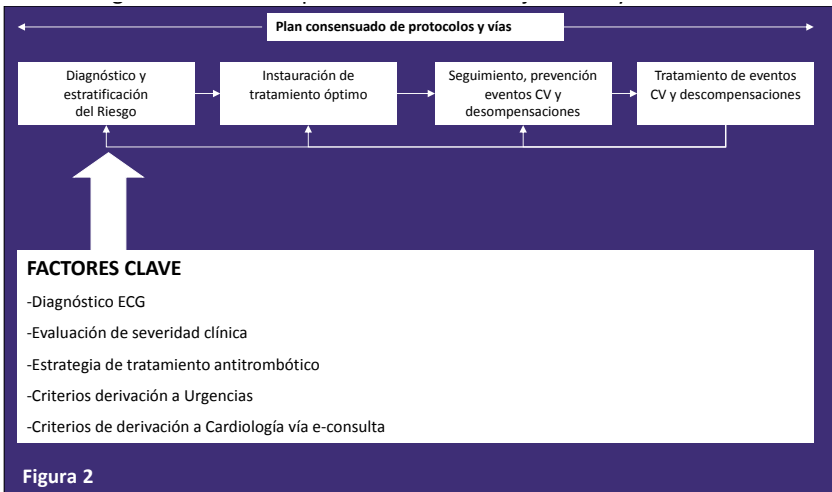 Plan consensuado de protocolos y vías
Diagnóstico y
estratificación
del Riesgo
Instauración de
tratamiento óptimo
Seguimiento, prevención
eventos CV y
desompensaciones
Tratamiento de eventos
CV y descompensaciones
FACTORES CLAVE
-Diagnóstico ECG
-Evaluación de severidad clínica
-Estrategia de tratamiento antitrombótico
-Criterios derivación a Urgencias
-Criterios de derivación a Cardiología vía e-consulta
Figura 2